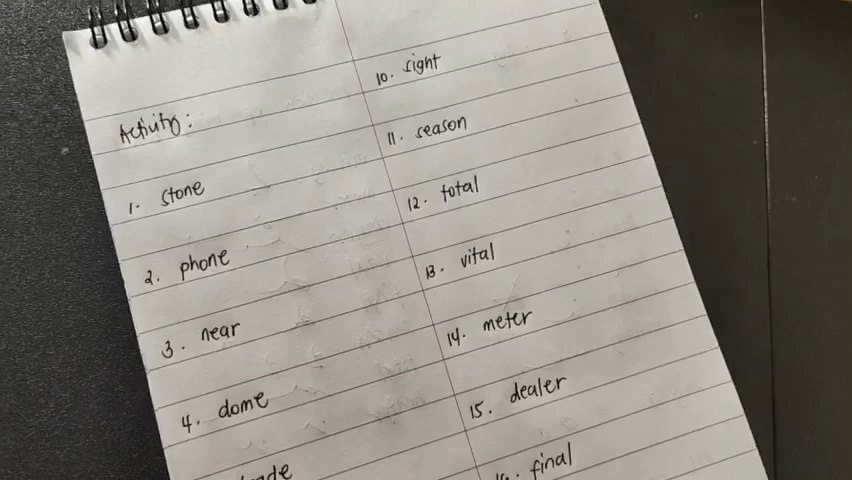 Activity:
1. stone
2. phone
3. near
4. dome
10. sight
11. season
12. total
13. vital
14. meter
15. dealer
16. final